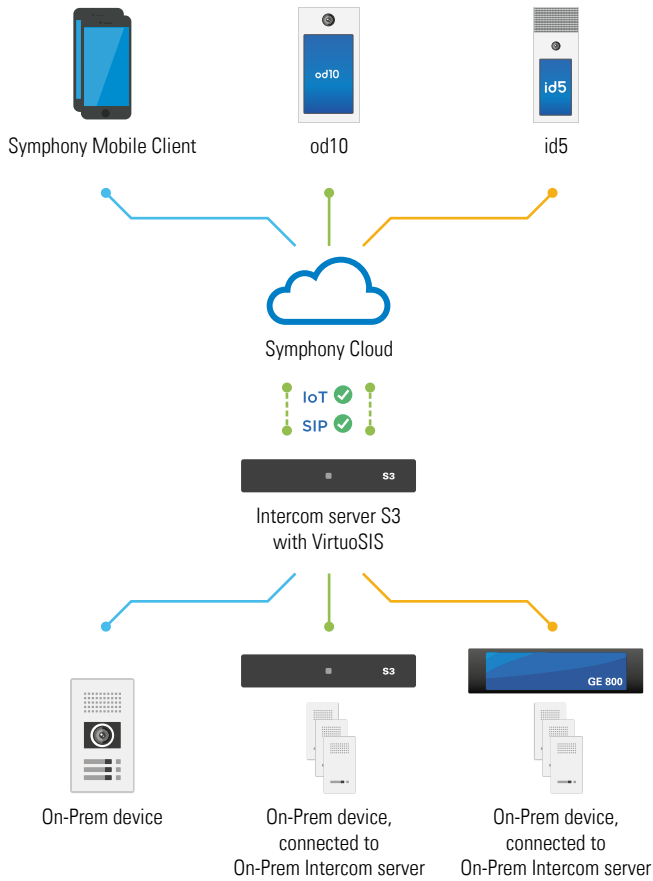 od10
id5
Symphony Mobile Client
od10
id5
Symphony Cloud
IoT
SIP
S3
Intercom server S3
with VirtuoSIS
S3
GE 800
On-Prem device
On-Prem device,
connected to
On-Prem Intercom server
On-Prem device,
connected to
On-Prem Intercom server